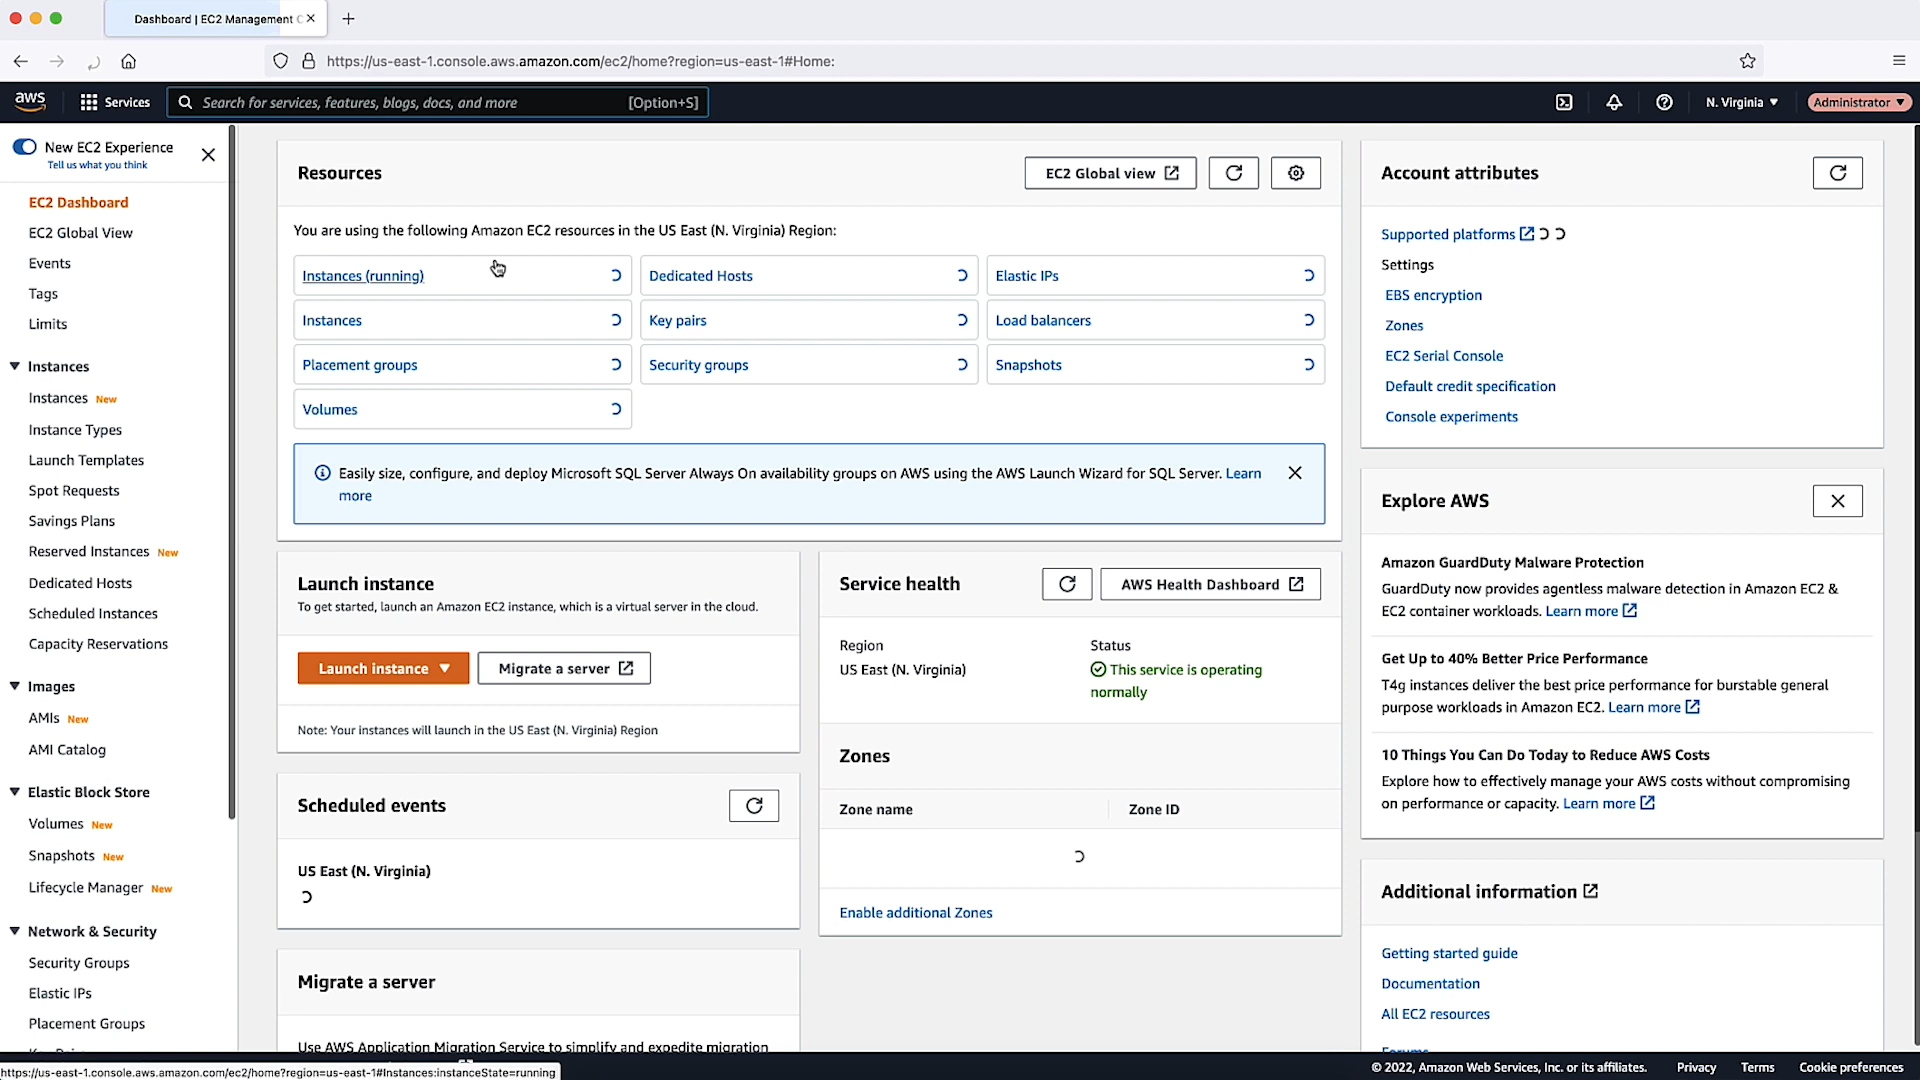 Dashboard | EC2 Management C
https://us-east-1.console.aws.amazon.com/ec2/home?region=us-east-1#Home:
aws
Services
Search for services, features, blogs, docs, and more
[Option+S]
N. Virginia
Administrator
New EC2 Experience
Tell us what you think
EC2 Dashboard
EC2 Global View
Events
Tags
Limits
Instances
Instances New
Instance Types
Launch Templates
Spot Requests
Savings Plans
Reserved Instances New
Dedicated Hosts
Scheduled Instances
Capacity Reservations
Images
AMIs New
AMI Catalog
Elastic Block Store
Volumes New
Snapshots New
Lifecycle Manager New
Network & Security
Security Groups
Elastic IPs
Placement Groups
Resources
EC2 Global view
You are using the following Amazon EC2 resources in the US East (N. Virginia) Region:
Instances (running)
Dedicated Hosts
Elastic IPs
Instances
Key pairs
Load balancers
Placement groups
Security groups
Snapshots
Volumes
Easily size, configure, and deploy Microsoft SQL Server Always On availability groups on AWS using the AWS Launch Wizard for SQL Server. Learn
more
Launch instance
To get started, launch an Amazon EC2 instance, which is a virtual server in the cloud.
Launch instance
Migrate a server
Note: Your instances will launch in the US East (N. Virginia) Region
Scheduled events
US East (N. Virginia)
Migrate a server
Use AWS Application Migration Service to simplify and expedite migration
Service health
AWS Health Dashboard
Region
Status
US East (N. Virginia)
This service is operating
normally
Zones
Zone name
Zone ID
Enable additional Zones
Account attributes
Supported platforms
Settings
EBS encryption
Zones
EC2 Serial Console
Default credit specification
Console experiments
Explore AWS
Amazon GuardDuty Malware Protection
GuardDuty now provides agentless malware detection in Amazon EC2 &
EC2 container workloads. Learn more
Get Up to 40% Better Price Performance
T4g instances deliver the best price performance for burstable general
purpose workloads in Amazon EC2. Learn more
10 Things You Can Do Today to Reduce AWS Costs
Explore how to effectively manage your AWS costs without compromising
on performance or capacity. Learn more
Additional information
Getting started guide
Documentation
All EC2 resources
https://us-east-1.console.aws.amazon.com/ec2/home?region=us-east-1#Instances:instanceState=running
© 2022, Amazon Web Services, Inc. or its affiliates.
Privacy
Terms
Cookie preferences